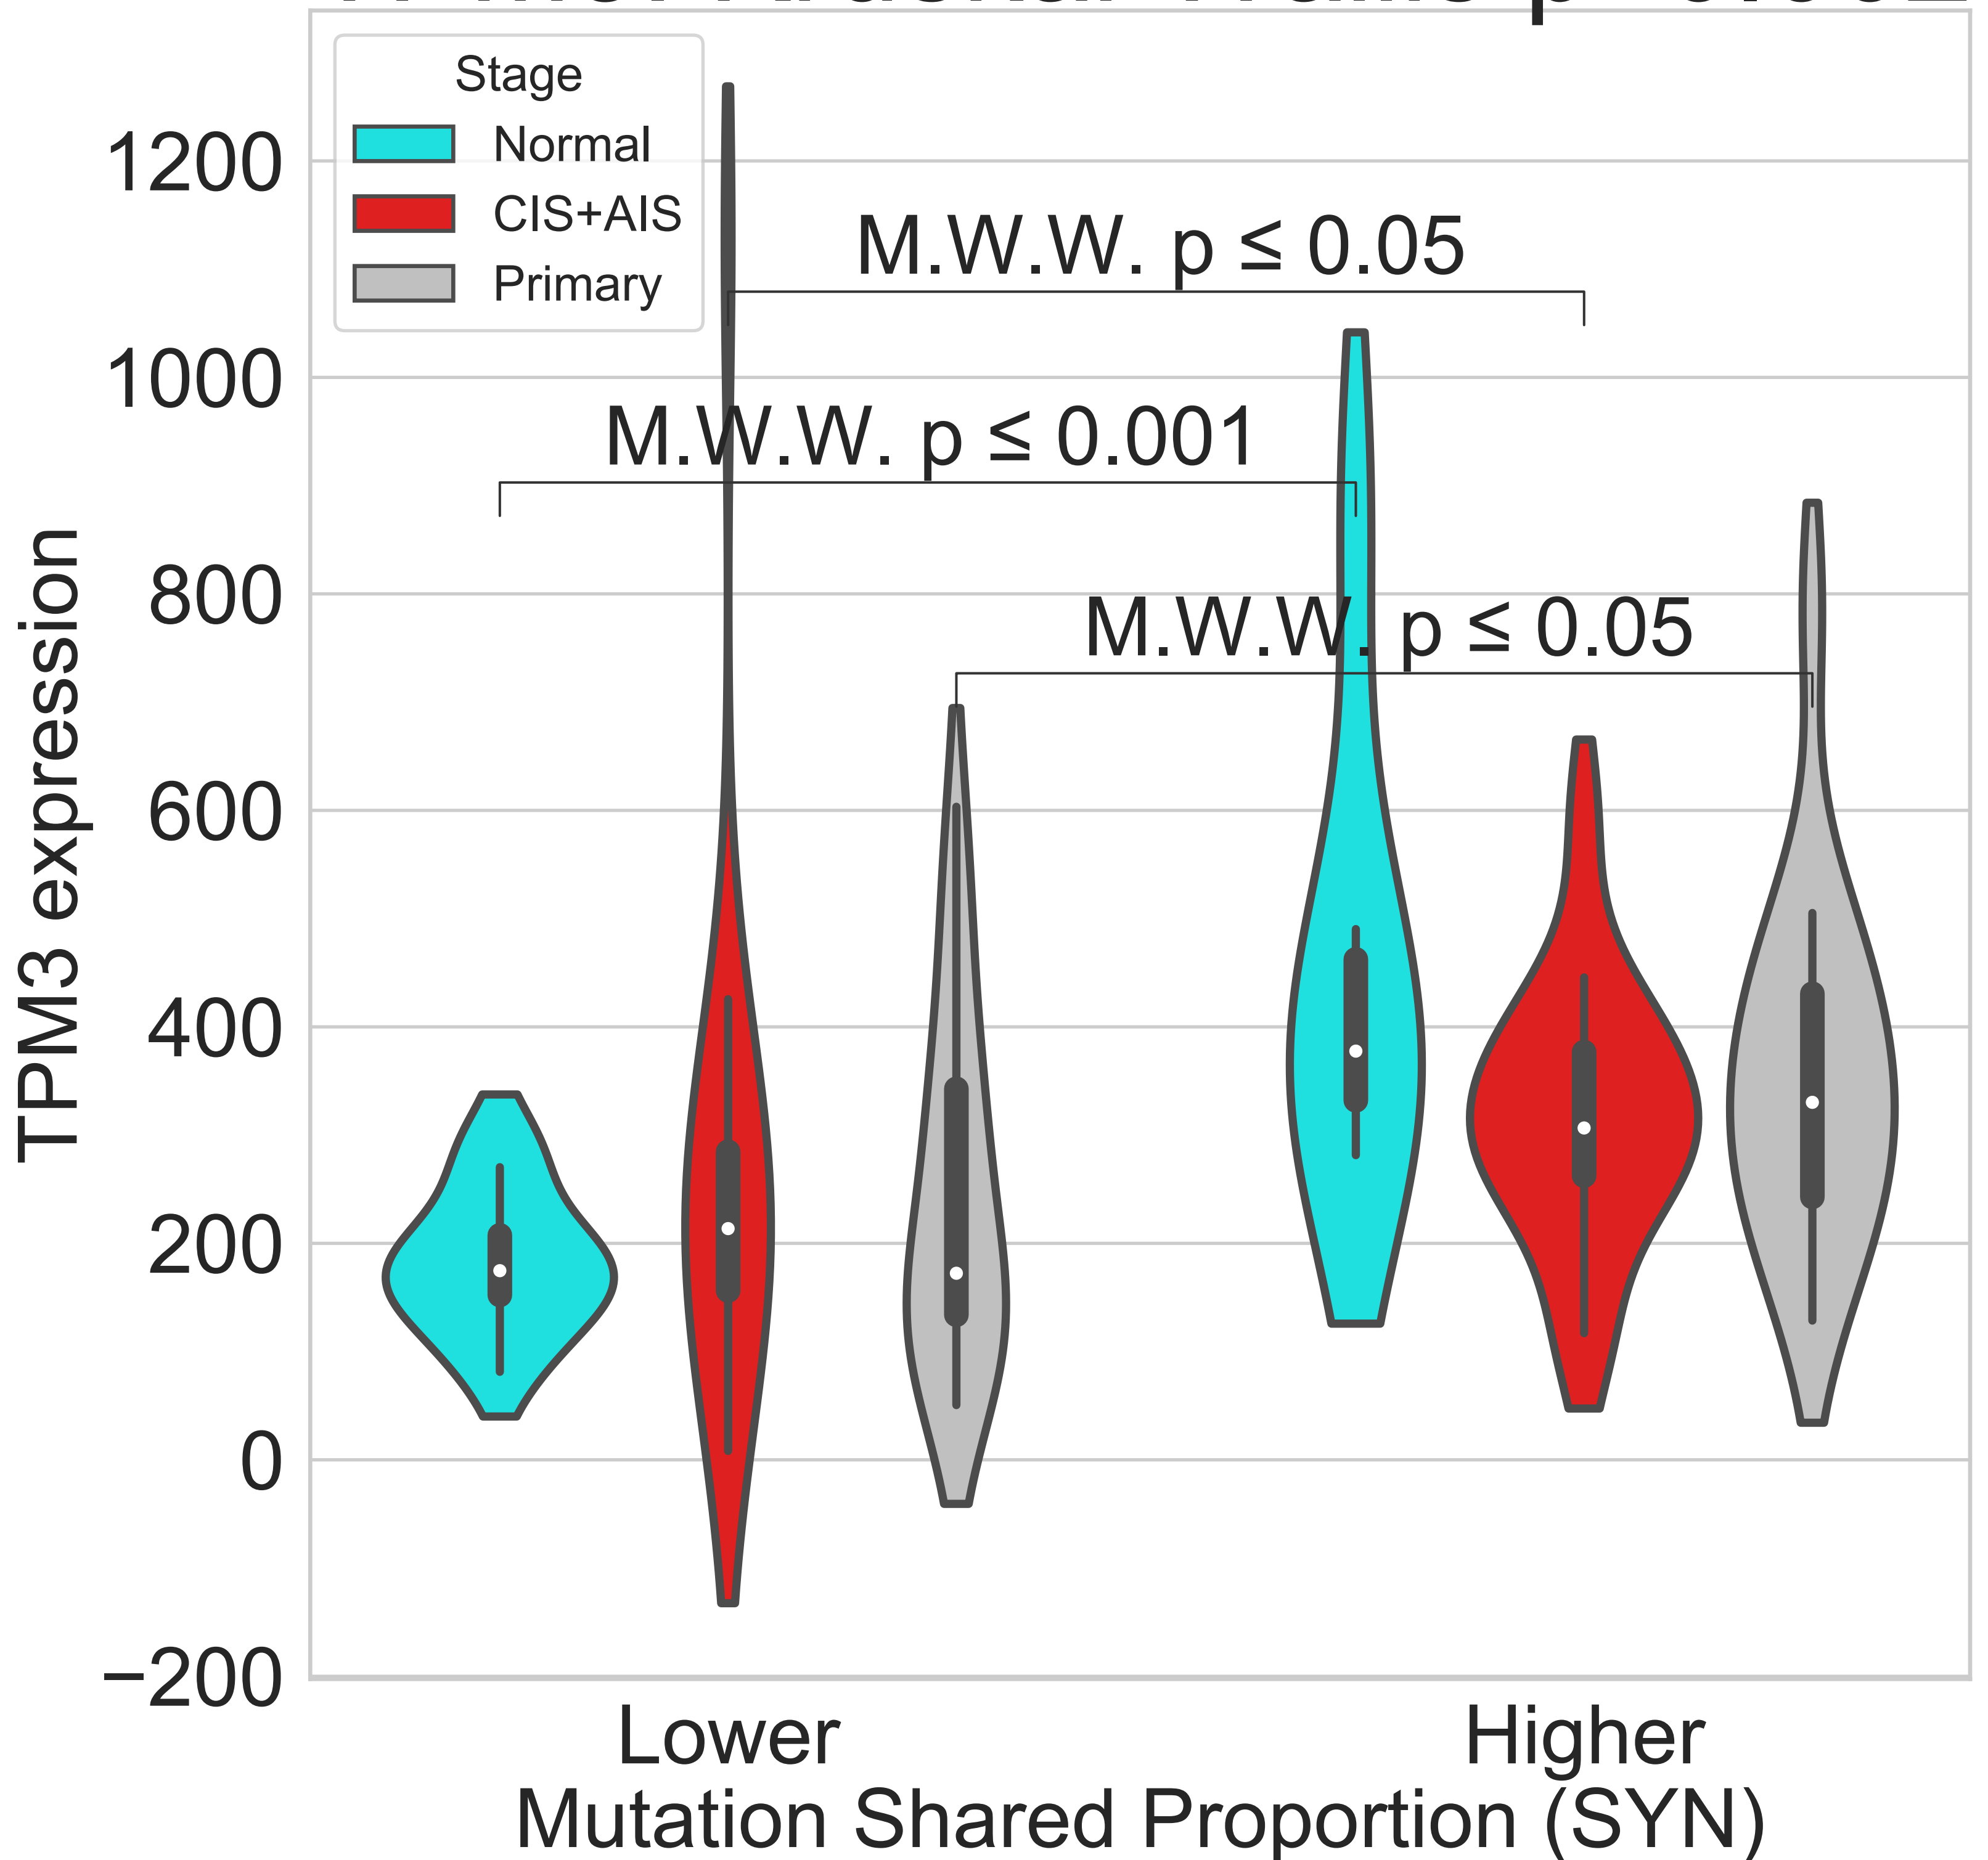 Stage
Normal
CIS+AIS
Primary
M.W.W. p ≤ 0.05
M.W.W. p ≤ 0.001
M.W.W. p ≤ 0.05
1200
1000
800
600
400
200
0
−200
TPM3 expression
Lower
Higher
Mutation Shared Proportion (SYN)